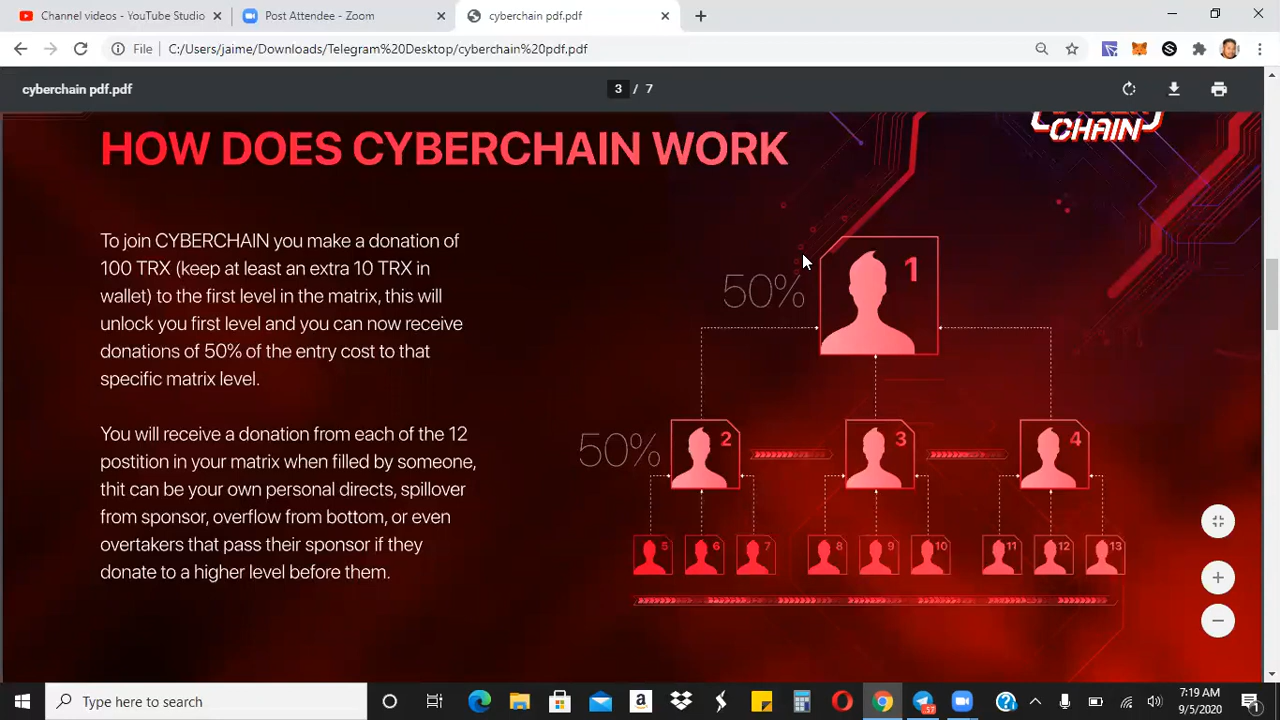 Channel videos - YouTube Studio
Post Attendee - Zoom
cyberchain pdf.pdf
File
C:/Users/jaime/Downloads/Telegram%20Desktop/cyberchain%20pdf.pdf
cyberchain pdf.pdf
3 / 7
CHAIN
HOW DOES CYBERCHAIN WORK
To join CYBERCHAIN you make a donation of
100 TRX (keep at least an extra 10 TRX in
wallet) to the first level in the matrix, this will
unlock you first level and you can now receive
donations of 50% of the entry cost to that
specific matrix level.
You will receive a donation from each of the 12
postition in your matrix when filled by someone,
thit can be your own personal directs, spillover
from sponsor, overflow from bottom, or even
overtakers that pass their sponsor if they
donate to a higher level before them.
50%
1
50%
2
3
4
5
6
7
8
9
10
11
12
13
Type here to search
57
7:19 AM
9/5/2020
1